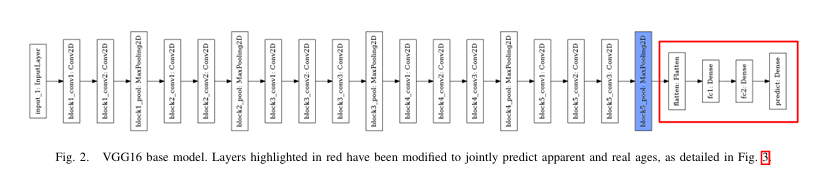 input_1: InputLayer
block1_conv1: Conv2D
block1_conv2: Conv2D
block1_pool: MaxPooling2D
block2_conv1: Conv2D
block2_conv2: Conv2D
block2_pool: MaxPooling2D
block3_conv1: Conv2D
block3_conv2: Conv2D
block3_conv3: Conv2D
block3_pool: MaxPooling2D
block4_conv1: Conv2D
block4_conv2: Conv2D
block4_conv3: Conv2D
block4_pool: MaxPooling2D
block5_conv1: Conv2D
block5_conv2: Conv2D
block5_conv3: Conv2D
block5_pool: MaxPooling2D
flatten: Flatten
fc1: Dense
fc2: Dense
predict: Dense
Fig. 2. VGG16 base model. Layers highlighted in red have been modified to jointly predict apparent and real ages, as detailed in Fig. 3.